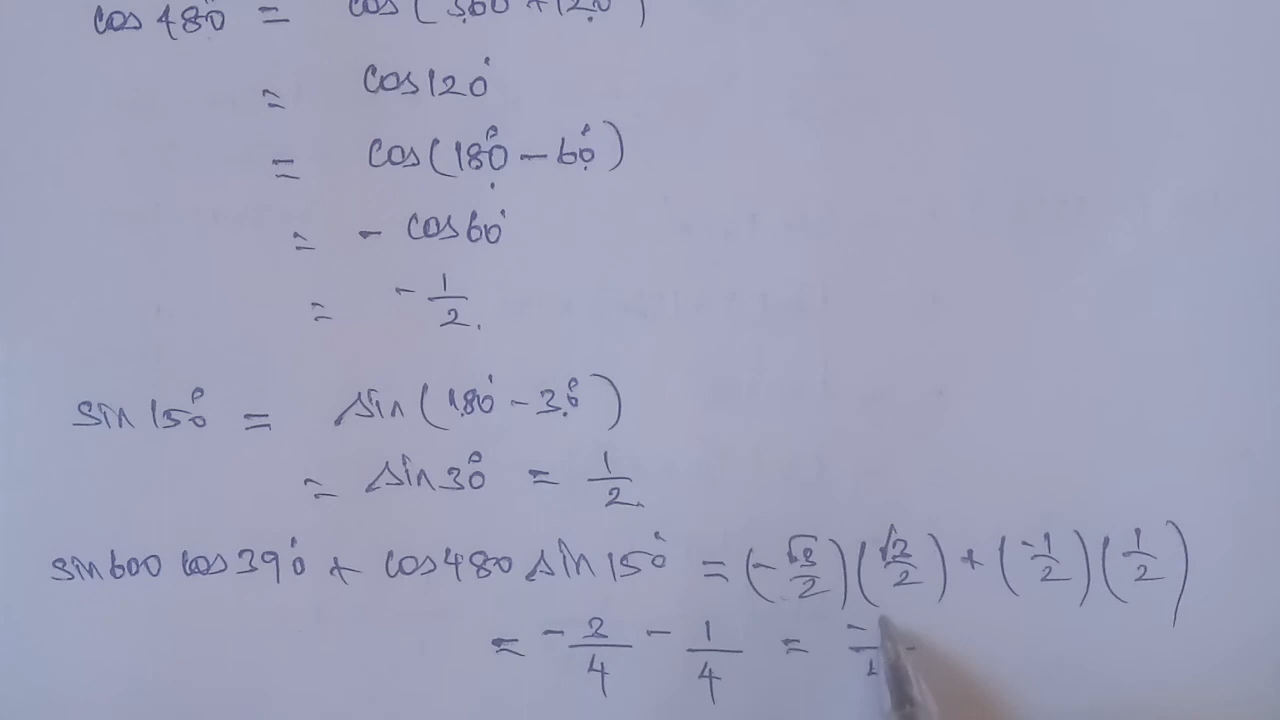 cos 480° = cos (360° + 120°)
= cos 120°
= cos (180° - 60°)
= - cos 60°
= - 1/2.
sin 150° = sin (180° - 30°)
= sin 30° = 1/2.
sin 600 cos 390° + cos 480 sin 150° = (- √3/2) (√3/2) + (-1/2) (1/2)
= - 3/4 - 1/4 = -